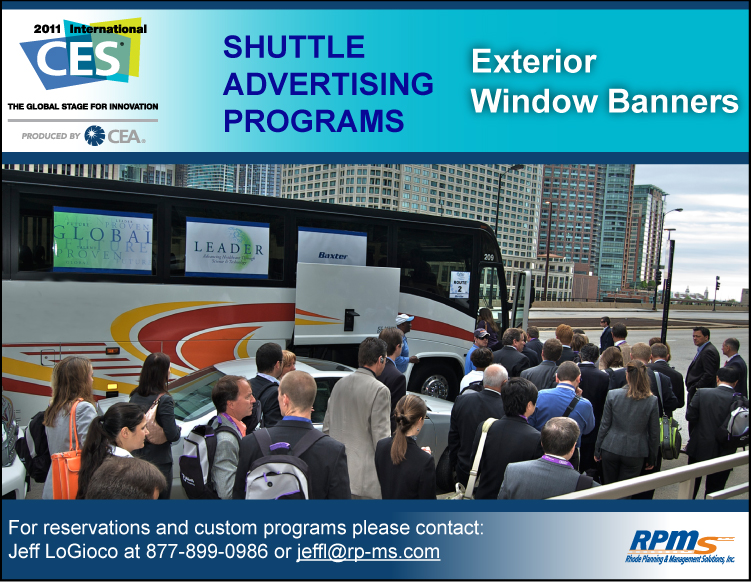 2011 International
CES
THE GLOBAL STAGE FOR INNOVATION
PRODUCED BY CEA
SHUTTLE
ADVERTISING
PROGRAMS
Exterior
Window Banners
GLOBAL
PROVEN
LEADER
Baxter
209
ROUTE
2
For reservations and custom programs please contact:
Jeff LoGioco at 877-899-0986 or jeffl@rp-ms.com
RPMs
Rhode Planning & Management Solutions, Inc.